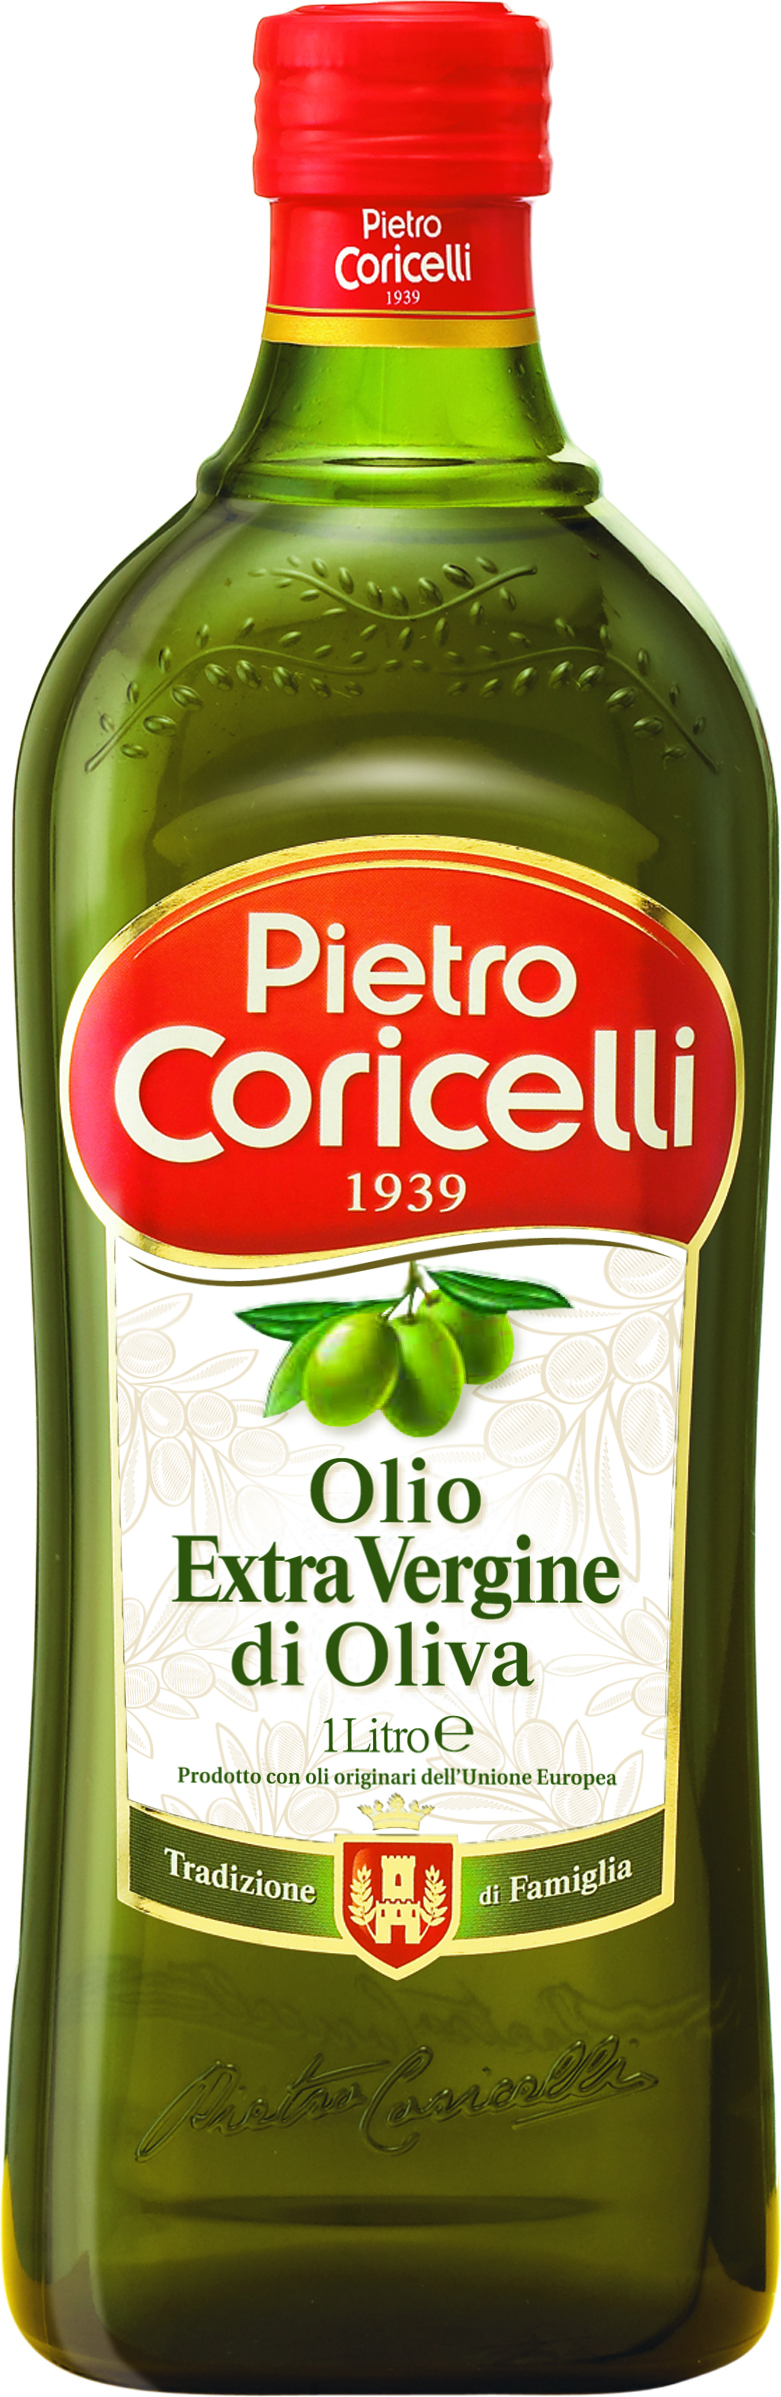 Pietro
Coricelli
1939
Pietro
Coricelli
1939
Olio
Extra Vergine
di Oliva
1 Litro ℮
Prodotto con oli originari dell'Unione Europea
Tradizione di Famiglia
Pietro Coricelli